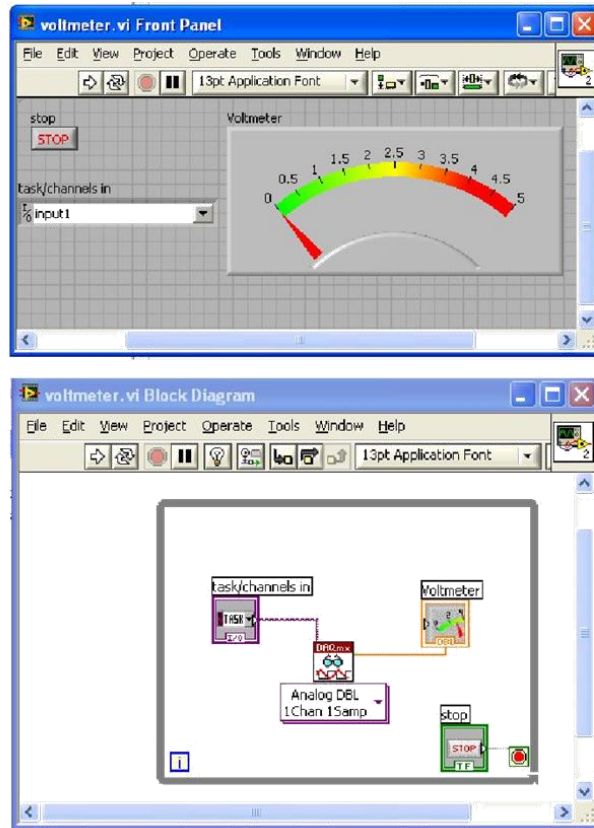 voltmeter.vi Front Panel
File Edit View Project Operate Tools Window Help
13pt Application Font
2
stop
STOP
Voltmeter
0 0.5 1 1.5 2 2.5 3 3.5 4 4.5 5
task/channels in
I/O input1
voltmeter.vi Block Diagram
File Edit View Project Operate Tools Window Help
13pt Application Font
2
task/channels in
TASK
I/O
Voltmeter
DBL
DAQmx
Analog DBL
1Chan 1Samp
stop
STOP
TF
i